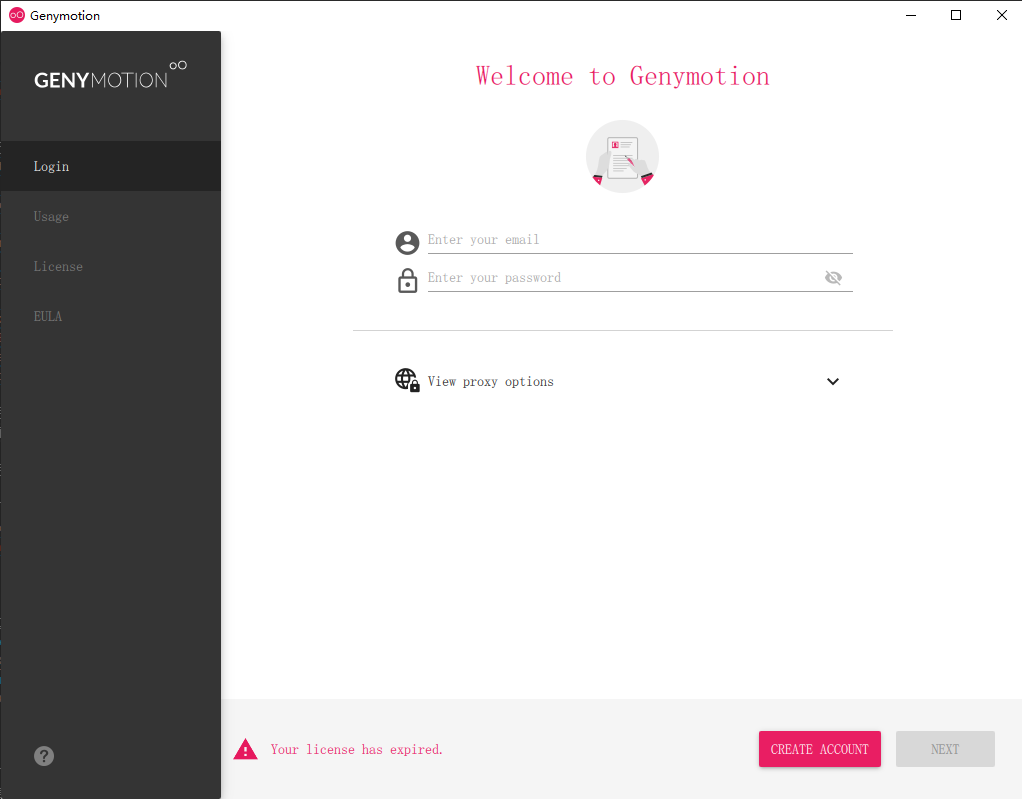 Genymotion
GENYMOTION
Login
Usage
License
EULA
Welcome to Genymotion
Enter your email
Enter your password
View proxy options
Your license has expired.
CREATE ACCOUNT
NEXT